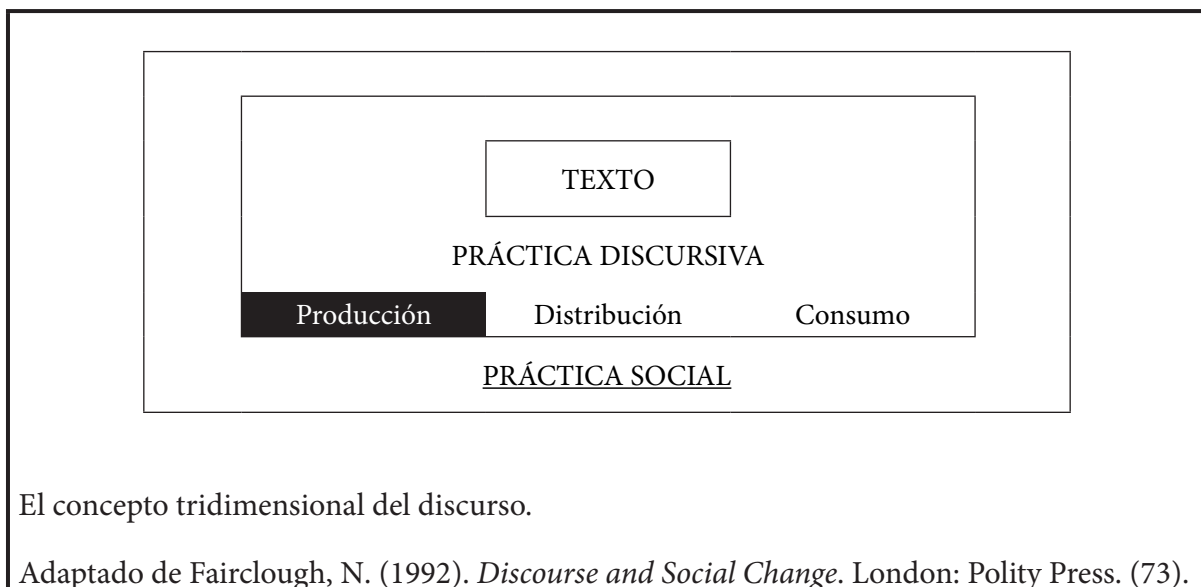 TEXTO
PRÁCTICA DISCURSIVA
Producción Distribución Consumo
PRÁCTICA SOCIAL
El concepto tridimensional del discurso.
Adaptado de Fairclough, N. (1992). Discourse and Social Change. London: Polity Press. (73).